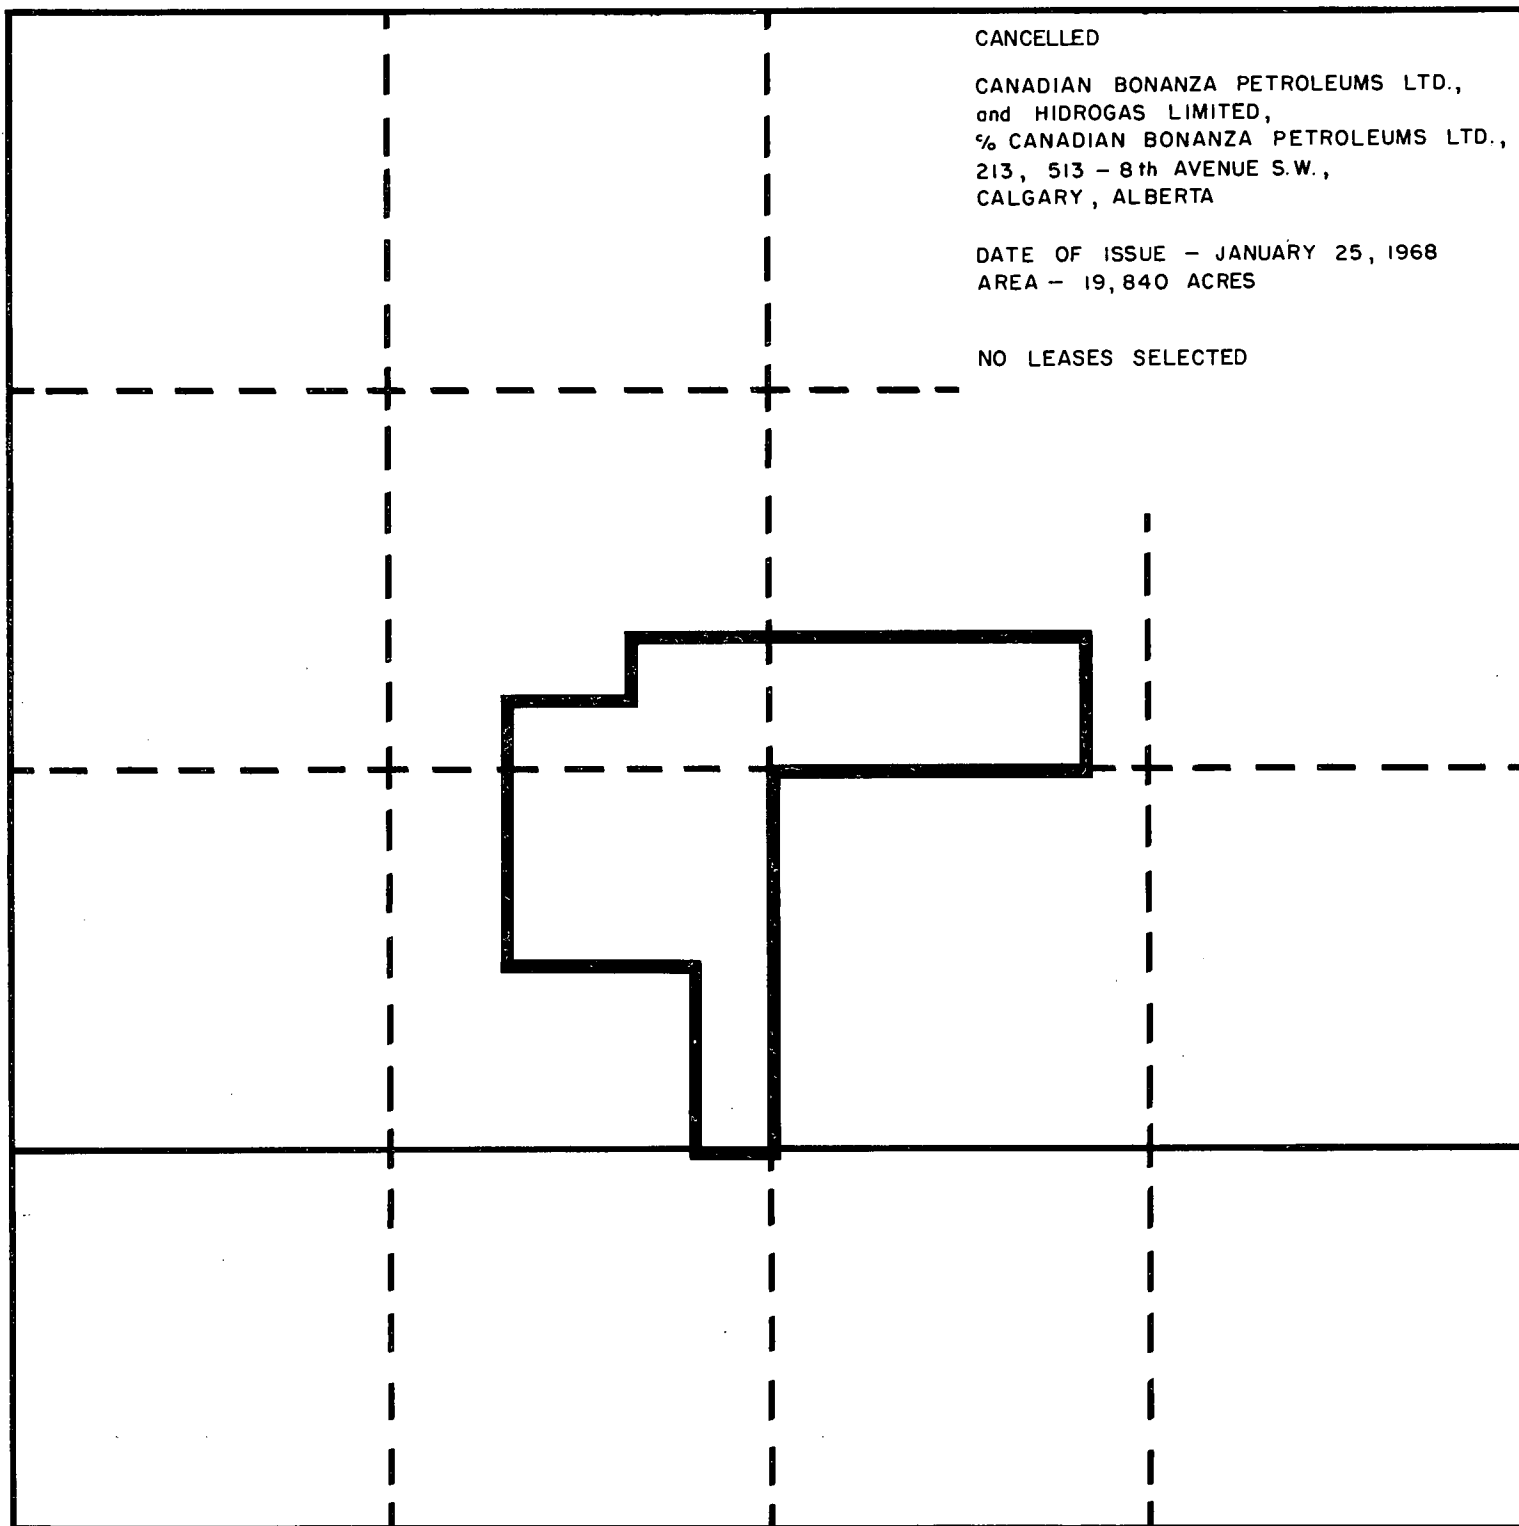 CANCELLED
CANADIAN BONANZA PETROLEUMS LTD.,
and HIDROGAS LIMITED,
℅ CANADIAN BONANZA PETROLEUMS LTD.,
213, 513 - 8th AVENUE S.W.,
CALGARY, ALBERTA
DATE OF ISSUE - JANUARY 25, 1968
AREA - 19,840 ACRES
NO LEASES SELECTED